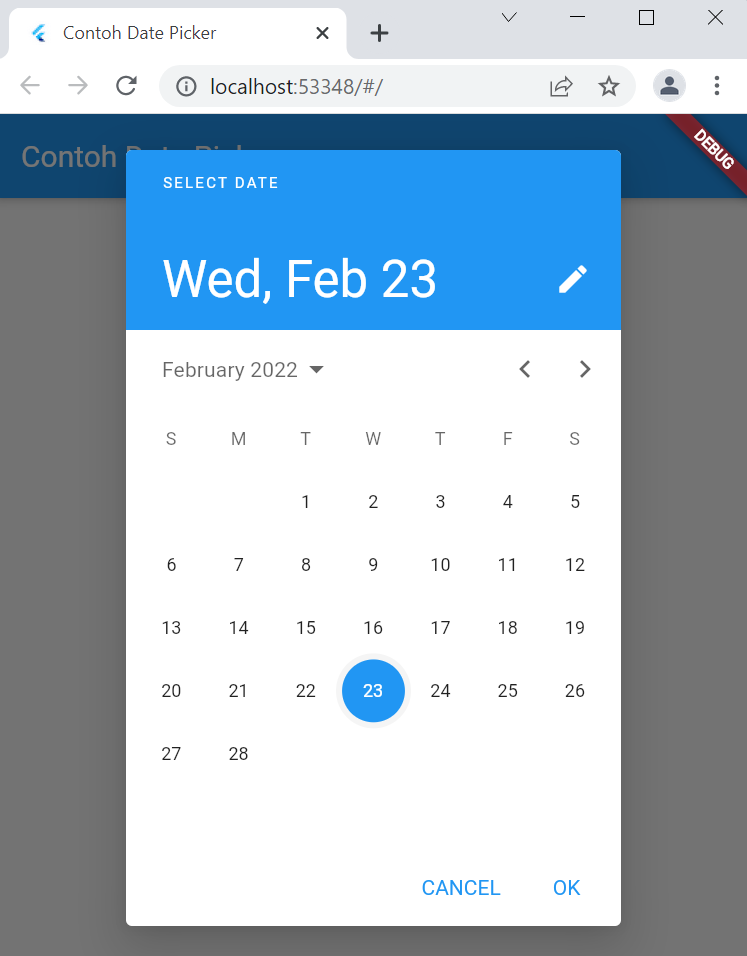 Contoh Date Picker
localhost:53348/#/
Contoh
DEBUG
SELECT DATE
Wed, Feb 23
February 2022
S M T W T F S
1 2 3 4 5
6 7 8 9 10 11 12
13 14 15 16 17 18 19
20 21 22 23 24 25 26
27 28
CANCEL OK